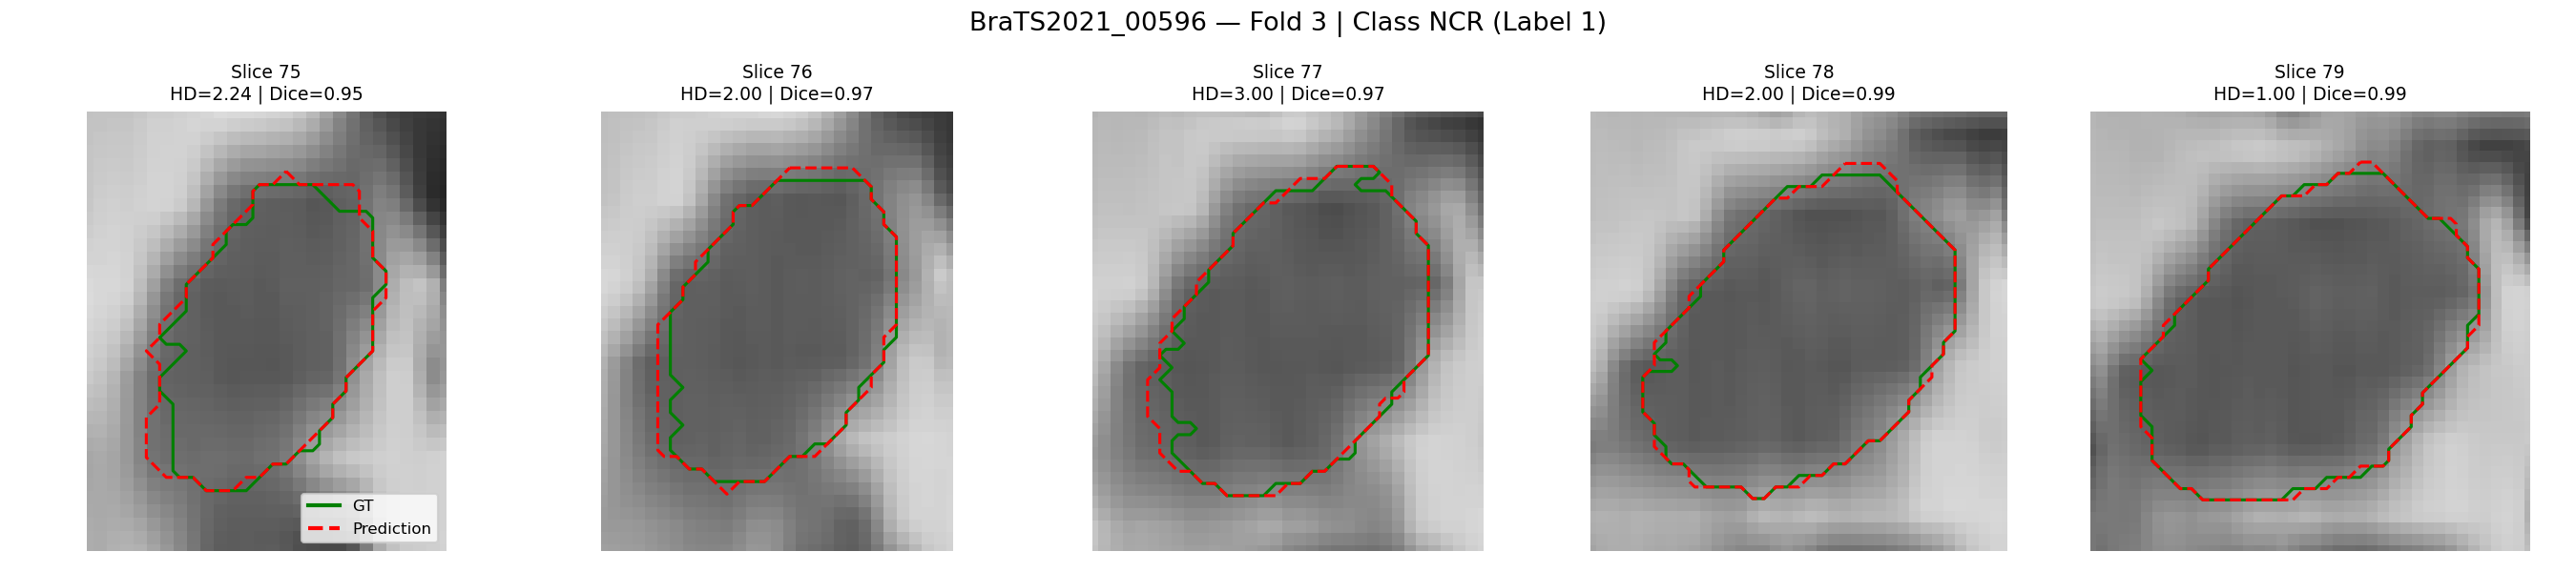 BraTS2021_00596 — Fold 3 | Class NCR (Label 1)
Slice 75
HD=2.24 | Dice=0.95
Slice 76
HD=2.00 | Dice=0.97
Slice 77
HD=3.00 | Dice=0.97
Slice 78
HD=2.00 | Dice=0.99
Slice 79
HD=1.00 | Dice=0.99
GT
Prediction